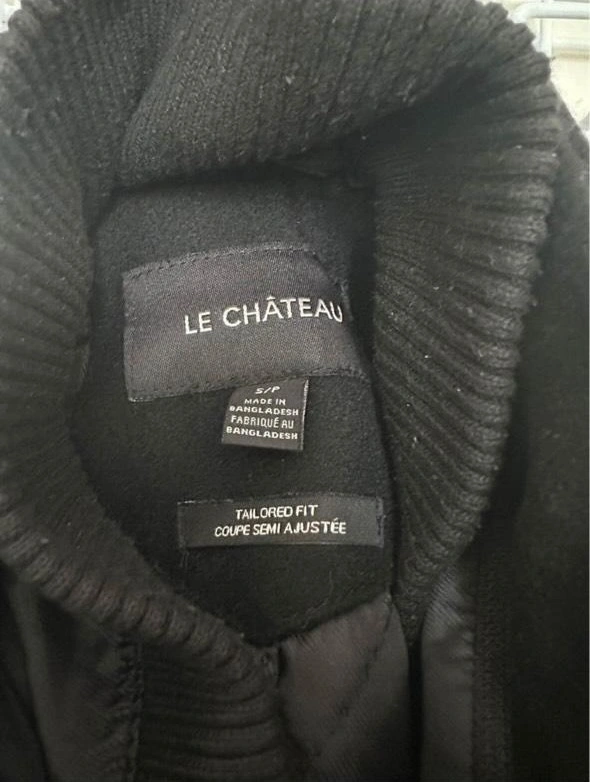 LE CHÂTEAU
S/P
MADE IN
BANGLADESH
FABRIQUÉ AU
BANGLADESH
TAILORED FIT
COUPE SEMI AJUSTÉE